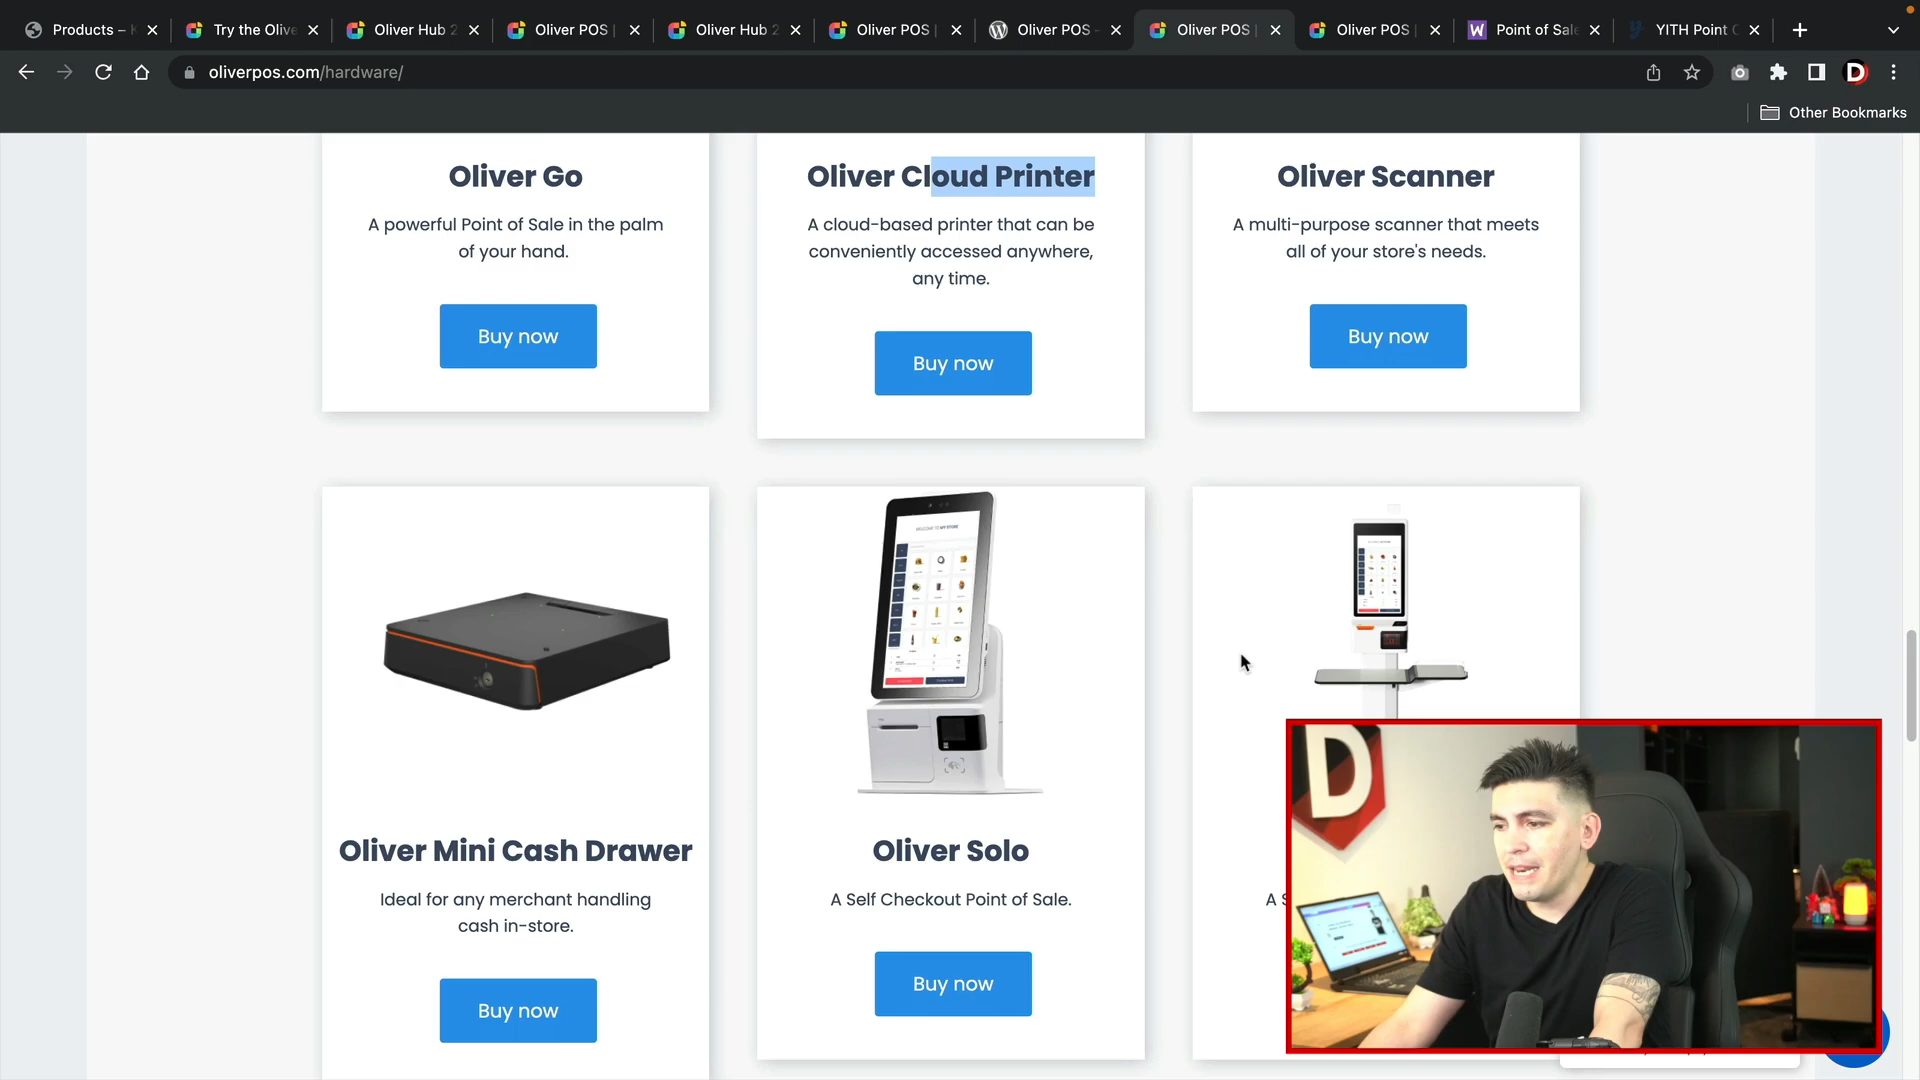 Products –
Try the Olive
Oliver Hub 2
Oliver POS |
Oliver Hub 2
Oliver POS |
Oliver POS -
Oliver POS |
Oliver POS |
W Point of Sale
YITH Point
oliverpos.com/hardware/
D
Other Bookmarks
Oliver Go
A powerful Point of Sale in the palm
of your hand.
Buy now
Oliver Cloud Printer
A cloud-based printer that can be
conveniently accessed anywhere,
any time.
Buy now
Oliver Scanner
A multi-purpose scanner that meets
all of your store's needs.
Buy now
Oliver Mini Cash Drawer
Ideal for any merchant handling
cash in-store.
Buy now
WELCOME TO MY STORE
Oliver Solo
A Self Checkout Point of Sale.
Buy now
A S
D